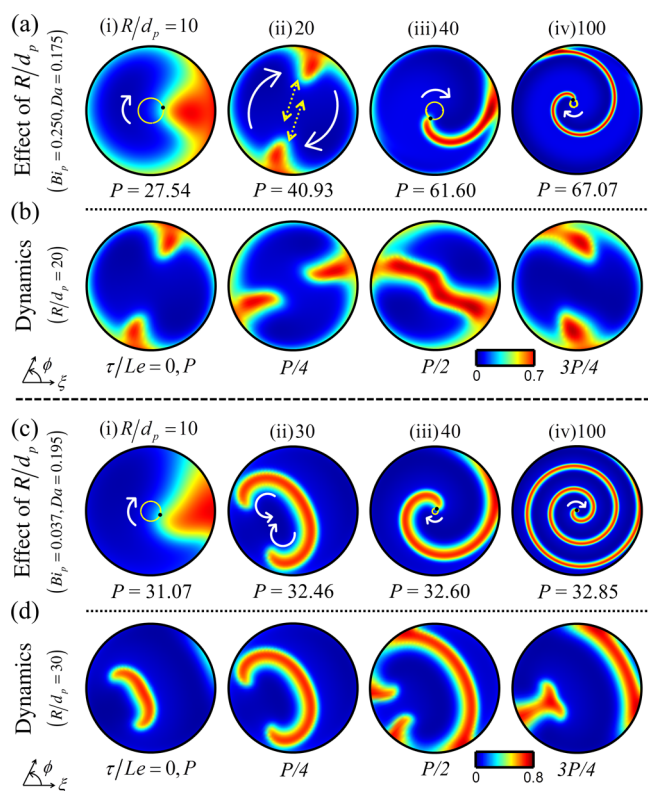 (a)
Effect of R/d_p
(Bi_p=0.250, Da=0.175)
(i) R/d_p=10
(ii) 20
(iii) 40
(iv) 100
P = 27.54
P = 40.93
P = 61.60
P = 67.07
(b)
Dynamics
(R/d_p=20)
τ/Le = 0, P
P/4
P/2
3P/4
0
0.7
ϕ
ξ
(c)
Effect of R/d_p
(Bi_p=0.037, Da=0.195)
(i) R/d_p=10
(ii) 30
(iii) 40
(iv) 100
P = 31.07
P = 32.46
P = 32.60
P = 32.85
(d)
Dynamics
(R/d_p=30)
τ/Le = 0, P
P/4
P/2
3P/4
0
0.8
ϕ
ξ